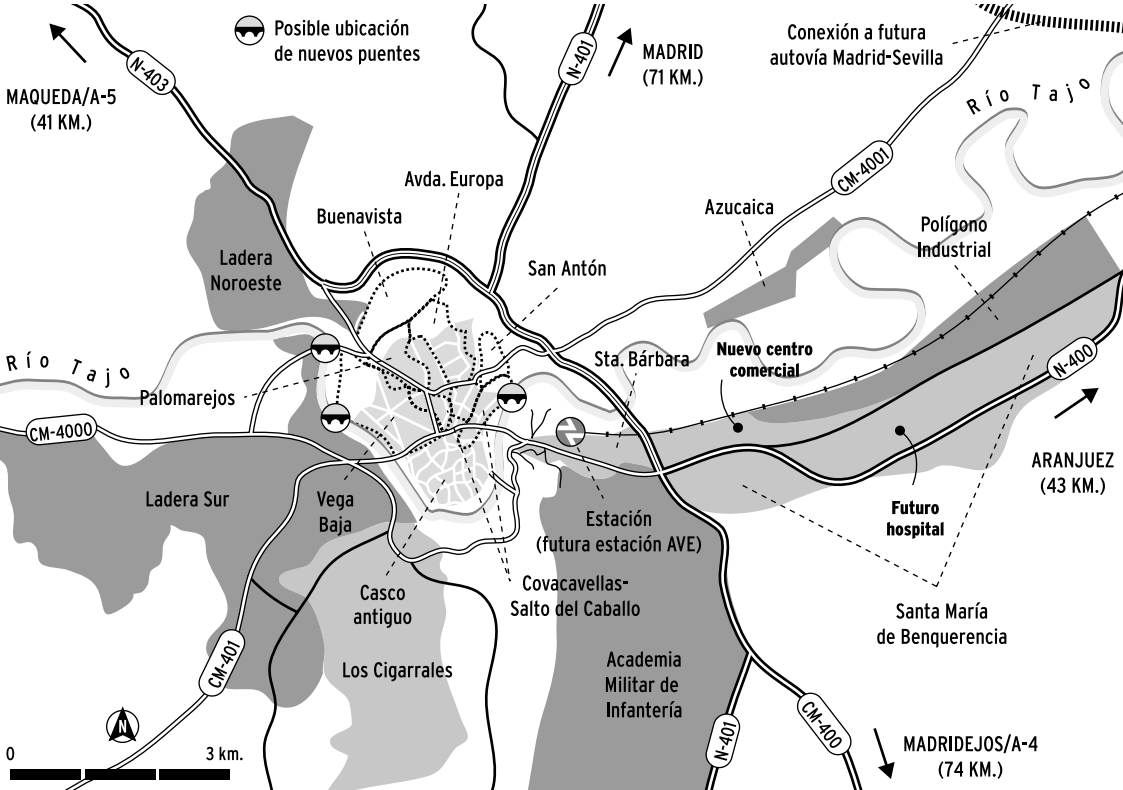 Posible ubicación
de nuevos puentes
N-403
MAQUEDA/A-5
(41 KM.)
N-401
MADRID
(71 KM.)
Conexión a futura
autovía Madrid-Sevilla
Río Tajo
CM-4001
Avda. Europa
Buenavista
Azucaica
Polígono
Industrial
Ladera
Noroeste
San Antón
Río Tajo
Sta. Bárbara
Nuevo centro
comercial
N-400
Palomarejos
CM-4000
ARANJUEZ
(43 KM.)
Ladera Sur
Vega
Baja
Estación
(futura estación AVE)
Futuro
hospital
Casco
antiguo
Covacavellas-
Salto del Caballo
Santa María
de Benquerencia
CM-401
Los Cigarrales
Academia
Militar de
Infantería
N
0
3 km.
N-401
CM-400
MADRIDEJOS/A-4
(74 KM.)